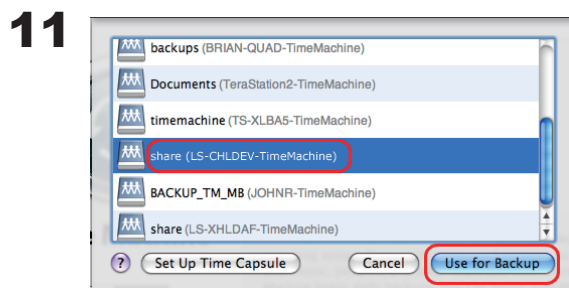 11
backups (BRIAN-QUAD-TimeMachine)
Documents (TeraStation2-TimeMachine)
timemachine (TS-XLBA5-TimeMachine)
share (LS-CHLDEV-TimeMachine)
BACKUP_TM_MB (JOHNR-TimeMachine)
share (LS-XHLDAF-TimeMachine)
? Set Up Time Capsule Cancel Use for Backup